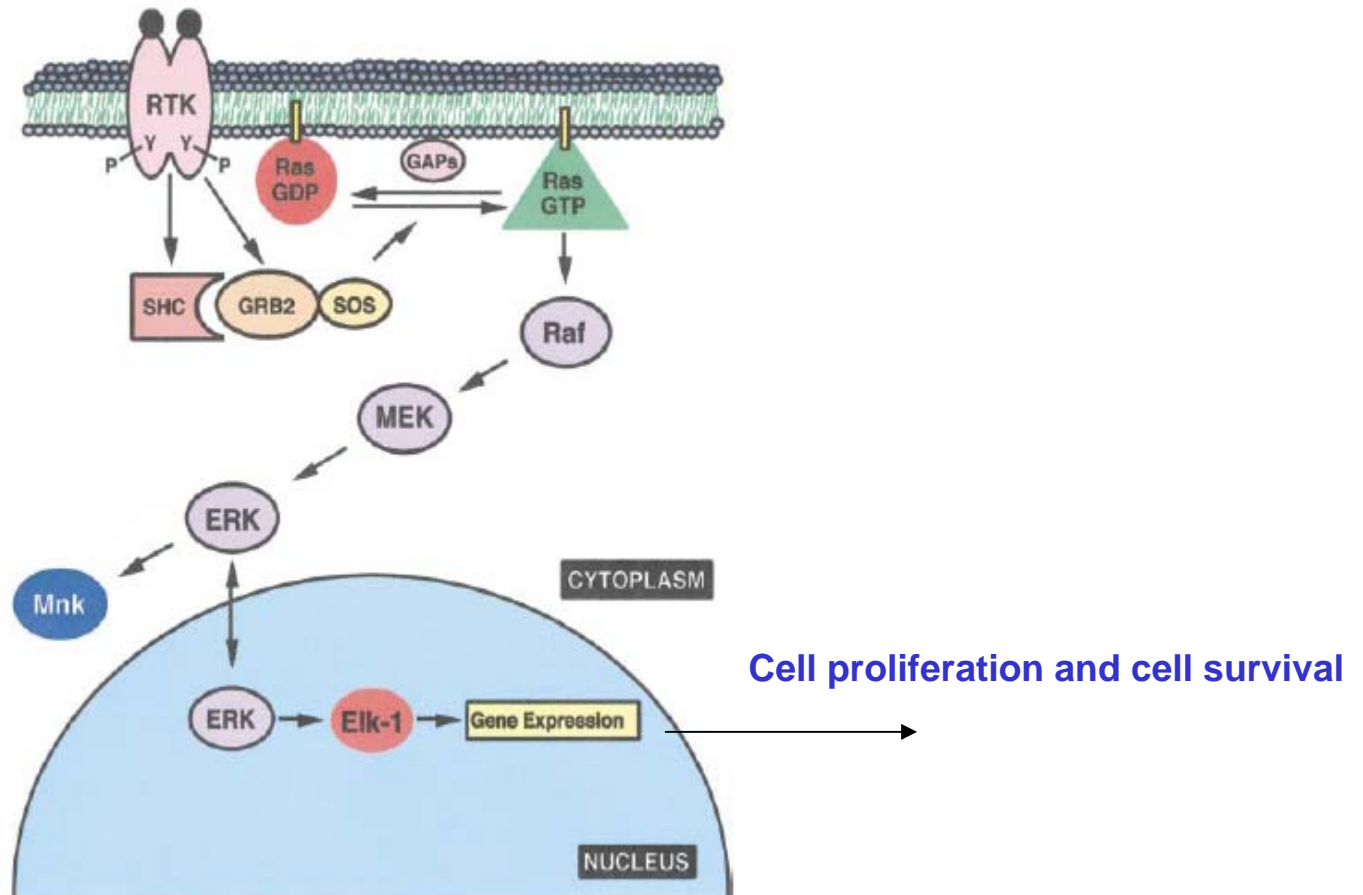 RTK
Y Y
P P
Ras
GDP
GAPs
Ras
GTP
SHC
GRB2
SOS
Raf
MEK
ERK
Mnk
CYTOPLASM
Cell proliferation and cell survival
ERK
Elk-1
Gene Expression
NUCLEUS